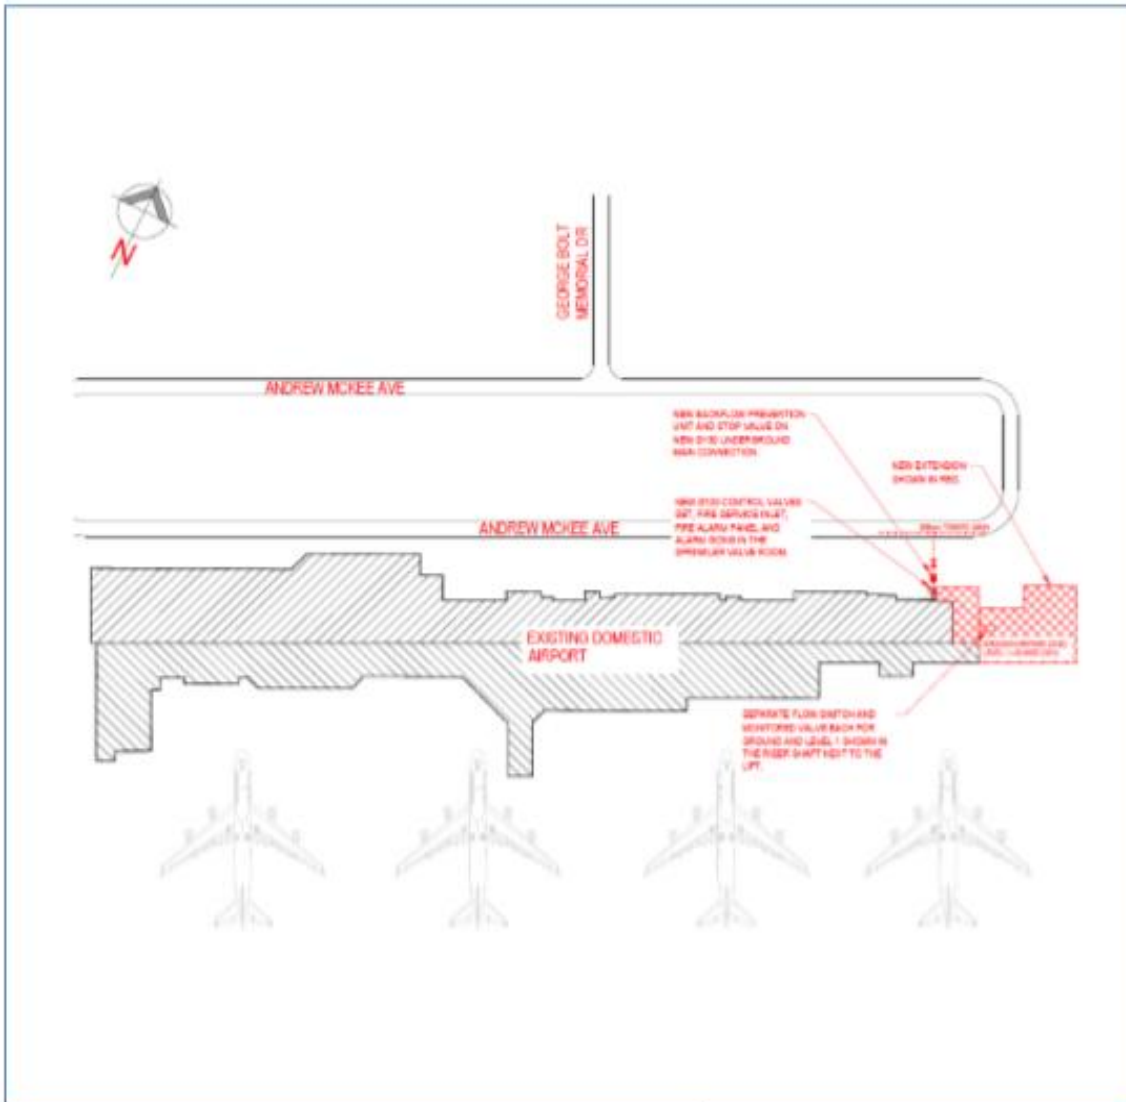 N
GEORGE BOLT
MEMORIAL DR
ANDREW MCKEE AVE
NEW BACKFLOW PREVENTION
UNIT AND STOP VALVE ON
NEW UNDERGROUND
MAIN CONNECTION.
NEW EXTENSION
SHOWN IN RED.
NEW CONTROL VALVES
SET, FIRE SERVICE INLET,
FIRE ALARM PANEL AND
ALARM GONG IN THE
SPRINKLER VALVE ROOM.
ANDREW MCKEE AVE
EXISTING DOMESTIC
AIRPORT
SEPARATE FLOW SWITCH AND
MONITORED VALVE EACH FOR
GROUND AND LEVEL 1 SHOWN IN
THE RISER SHAFT NEXT TO THE
LIFT.